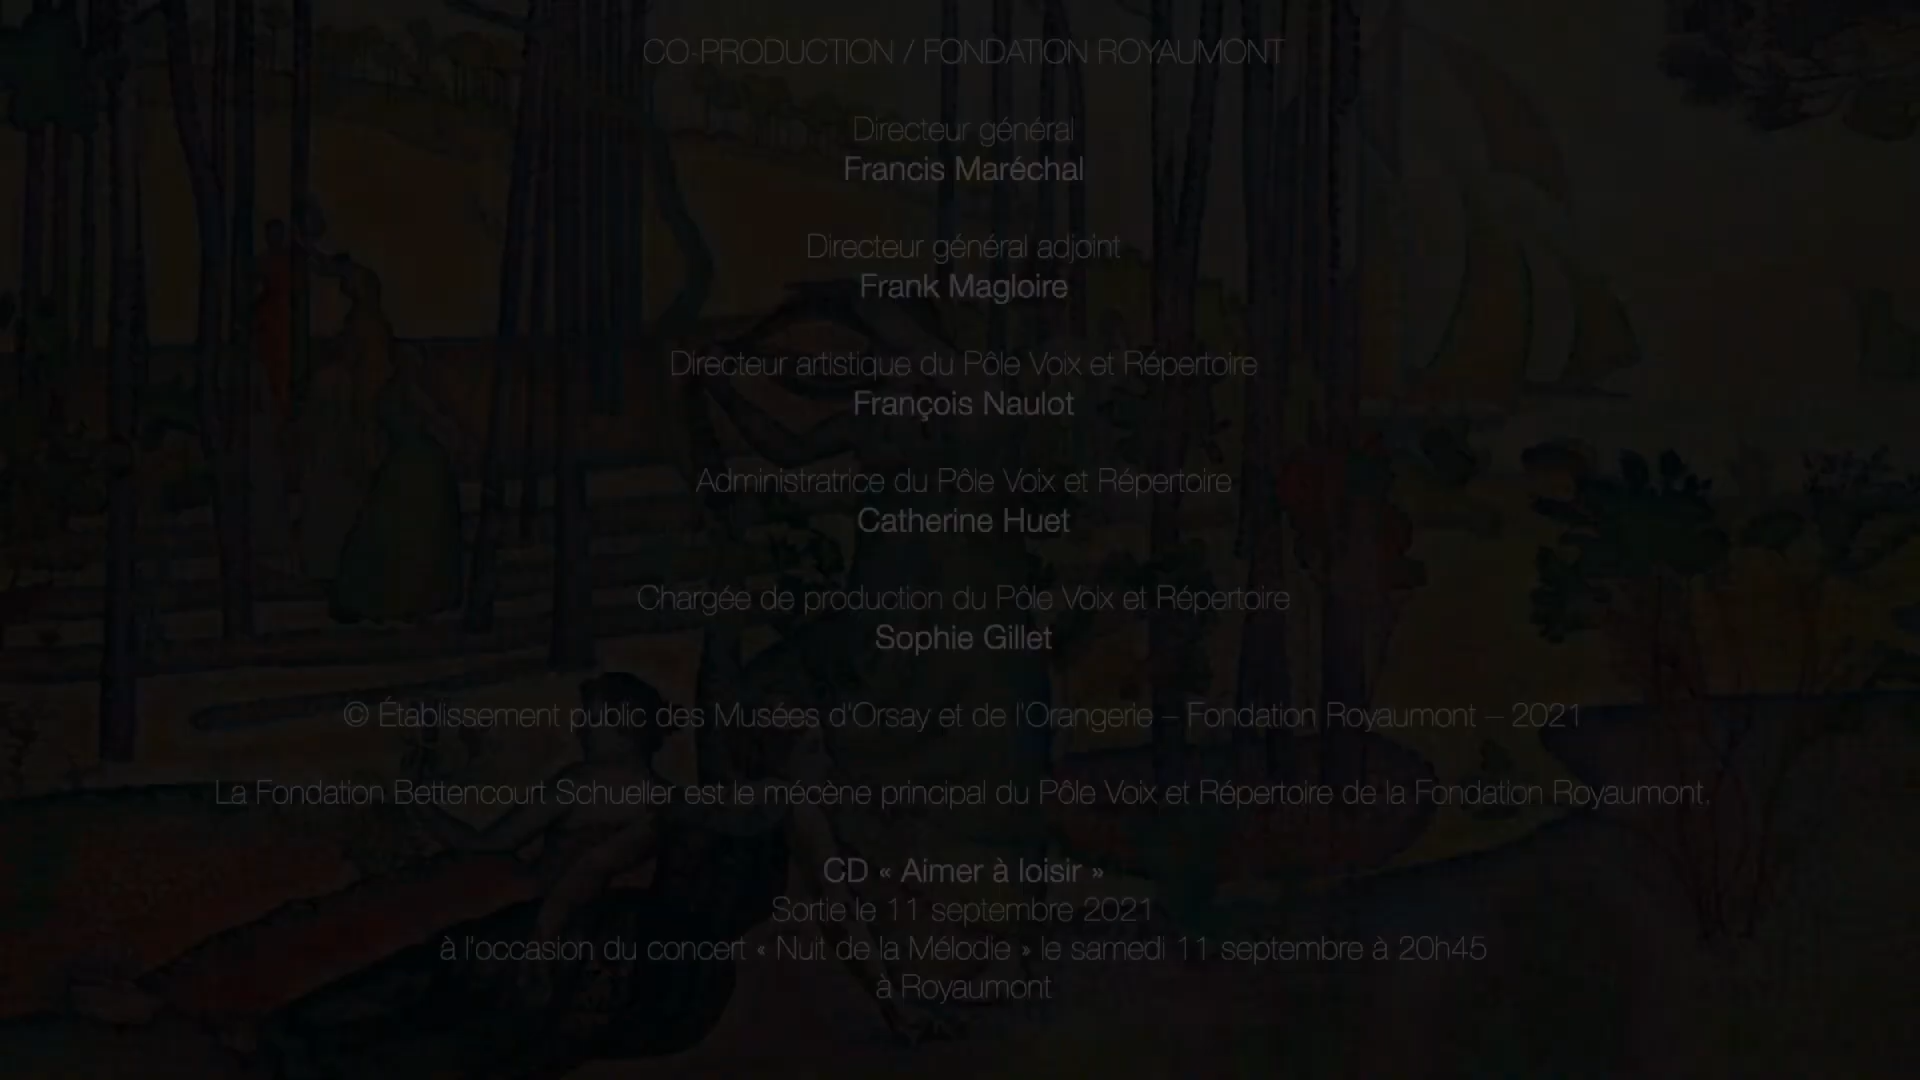 CO-PRODUCTION / FONDATION ROYAUMONT
Directeur général
Francis Maréchal
Directeur général adjoint
Frank Magloire
Directeur artistique du Pôle Voix et Répertoire
François Naulot
Administratrice du Pôle Voix et Répertoire
Catherine Huet
Chargée de production du Pôle Voix et Répertoire
Sophie Gillet
© Établissement public des Musées d'Orsay et de l'Orangerie – Fondation Royaumont – 2021
La Fondation Bettencourt Schueller est le mécène principal du Pôle Voix et Répertoire de la Fondation Royaumont.
CD « Aimer à loisir »
Sortie le 11 septembre 2021
à l'occasion du concert « Nuit de la Mélodie » le samedi 11 septembre à 20h45
à Royaumont